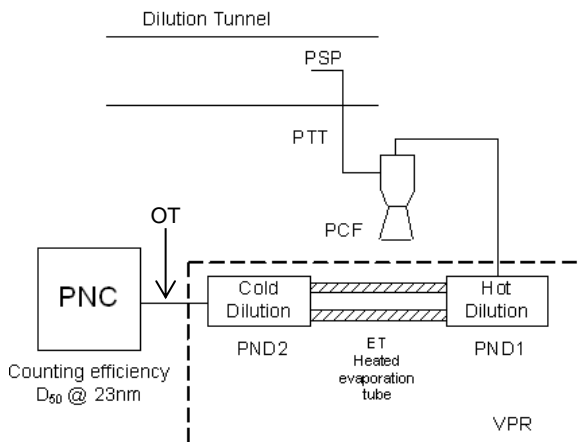 Dilution Tunnel
PSP
PTT
PCF
OT
PNC
Cold
Dilution
Hot
Dilution
PND2
ET
Heated
evaporation
tube
PND1
Counting efficiency
D₅₀ @ 23nm
VPR